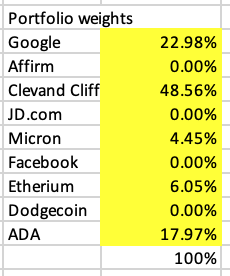 Portfolio weights
Google 22.98%
Affirm 0.00%
Clevand Cliff 48.56%
JD.com 0.00%
Micron 4.45%
Facebook 0.00%
Etherium 6.05%
Dodgecoin 0.00%
ADA 17.97%
100%